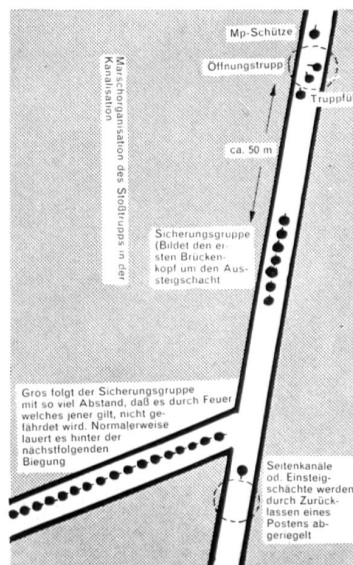 Mp-Schütze
Öffnungstrupp
Truppfü
Marschorganisation des Stoßtrupps in der
Kanalisation
ca. 50 m
Sicherungsgruppe
(Bildet den er-
sten Brücken-
kopf um den Aus-
steigschacht
Gros folgt der Sicherungsgruppe
mit so viel Abstand, daß es durch Feuer
welches jener gilt, nicht ge-
fährdet wird. Normalerweise
lauert es hinter der
nächstfolgenden
Biegung
Seitenkanäle
od. Einsteig-
schächte werden
durch Zurück-
lassen eines
Postens ab-
geriegelt